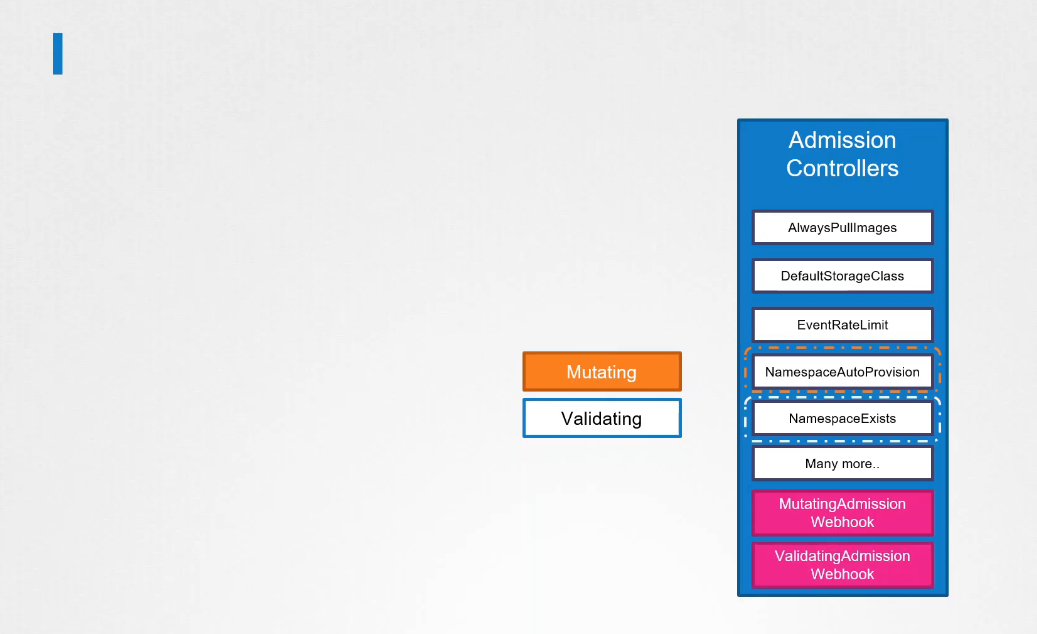 Admission
Controllers
AlwaysPullImages
DefaultStorageClass
EventRateLimit
Mutating
NamespaceAutoProvision
Validating
NamespaceExists
Many more..
MutatingAdmission
Webhook
ValidatingAdmission
Webhook